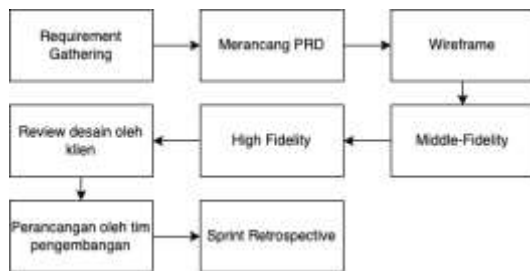 Requirement
Gathering
Merancang PRD
Wireframe
Middle-Fidelity
High Fidelity
Review desain oleh
klien
Perancangan oleh tim
pengembangan
Sprint Retrospective